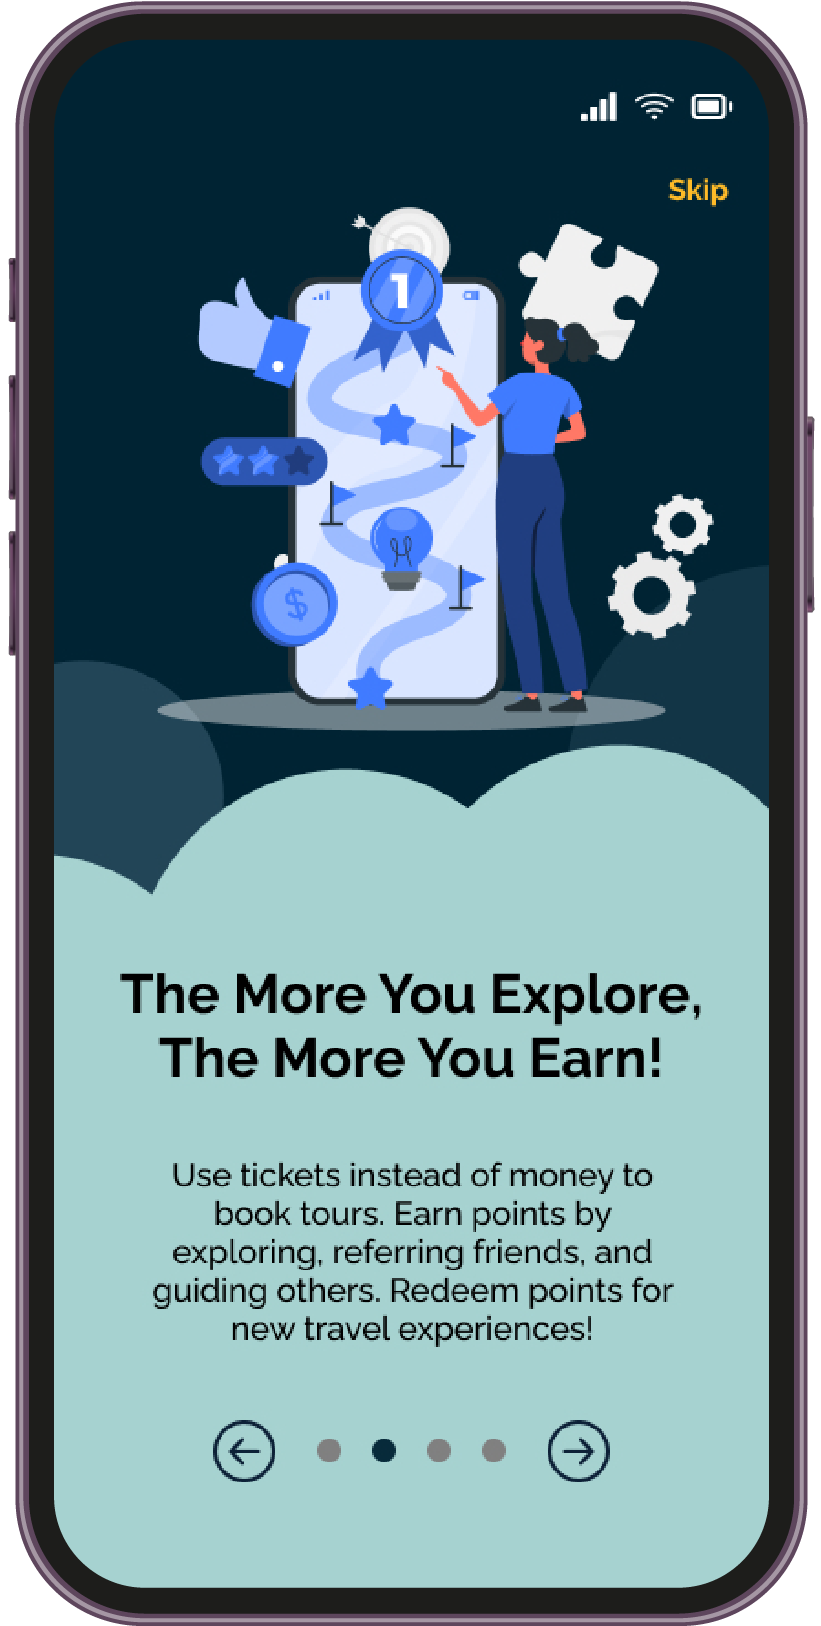 Skip
1
$
The More You Explore,
The More You Earn!
Use tickets instead of money to
book tours. Earn points by
exploring, referring friends, and
guiding others. Redeem points for
new travel experiences!